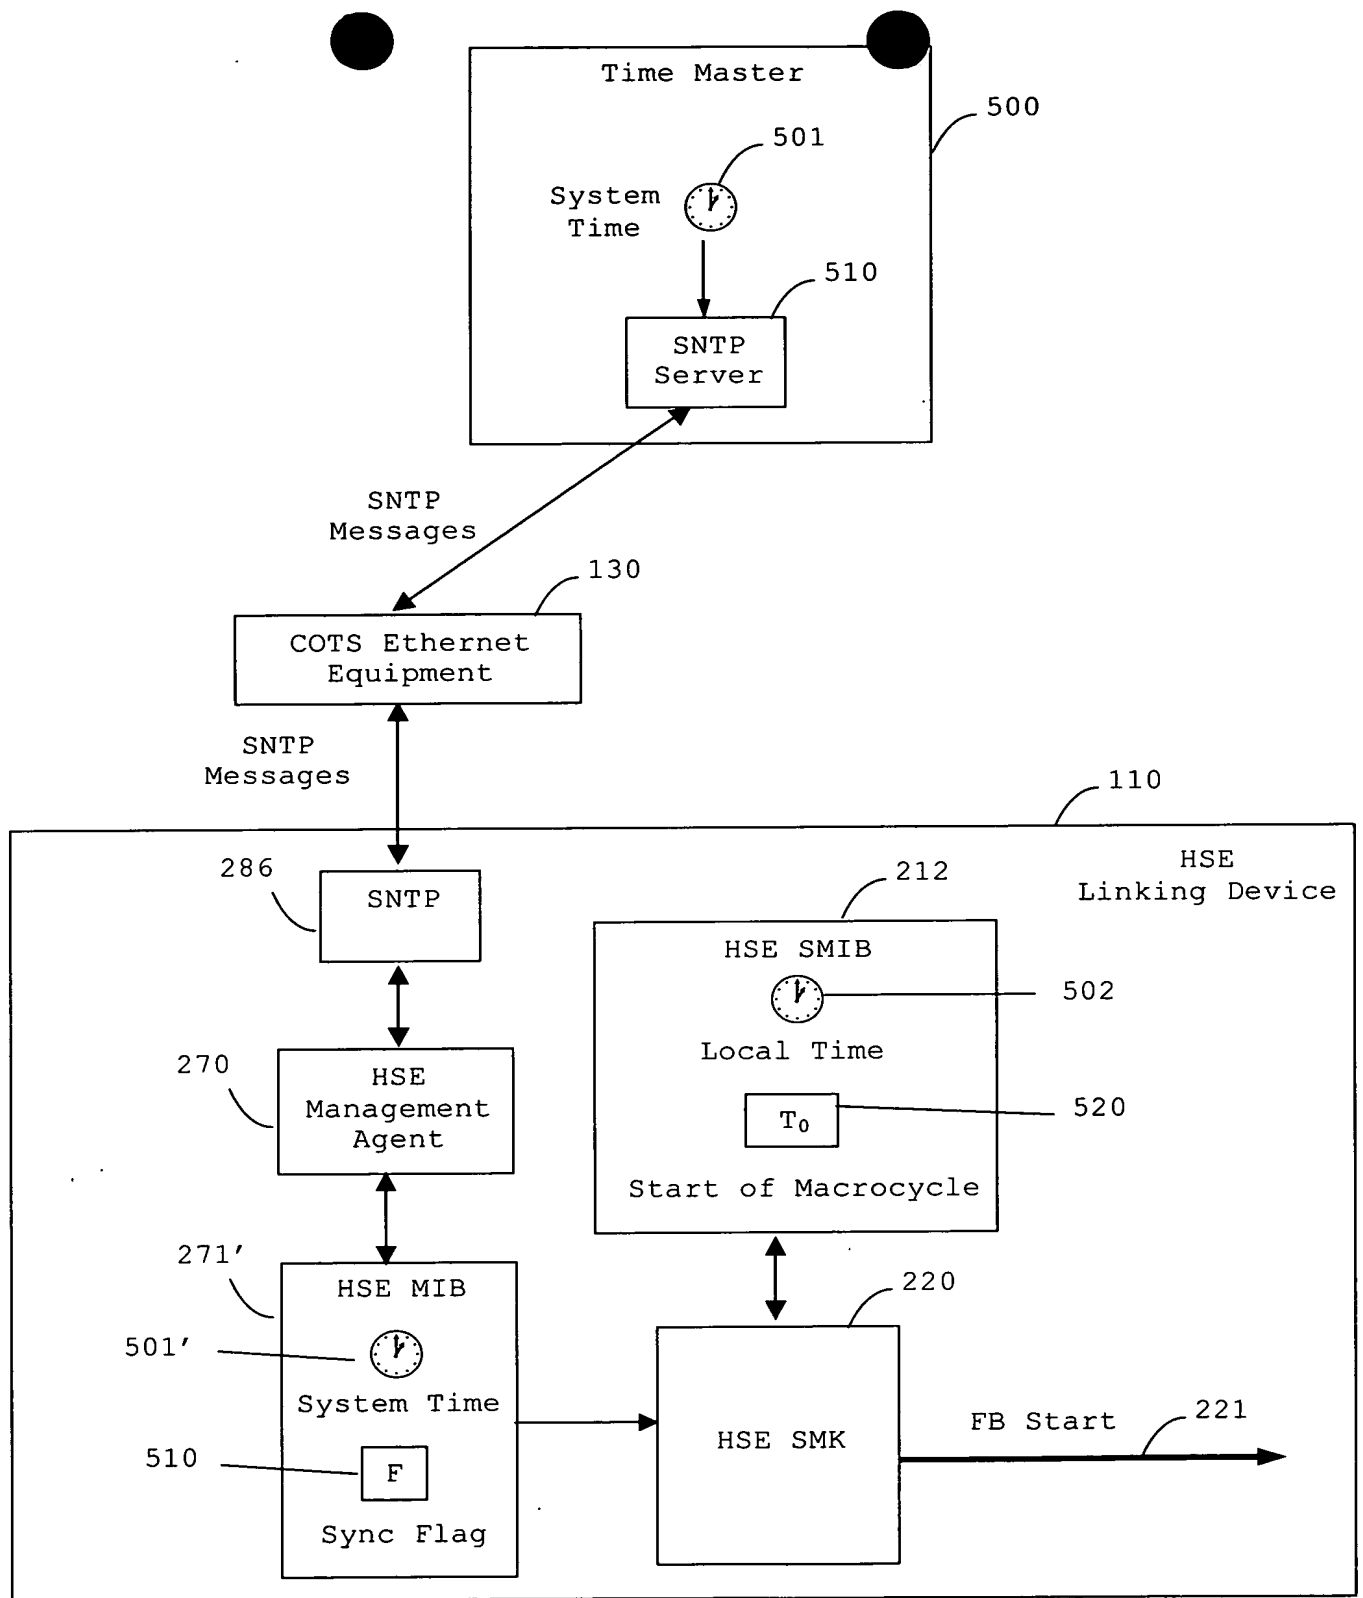 Time Master
500
501
System
Time
510
SNTP
Server
SNTP
Messages
130
COTS Ethernet
Equipment
SNTP
Messages
110
HSE
Linking Device
286
SNTP
212
HSE SMIB
502
Local Time
270
HSE
Management
Agent
T₀
520
Start of Macrocycle
271'
HSE MIB
220
501'
System Time
HSE SMK
FB Start
221
510
F
Sync Flag